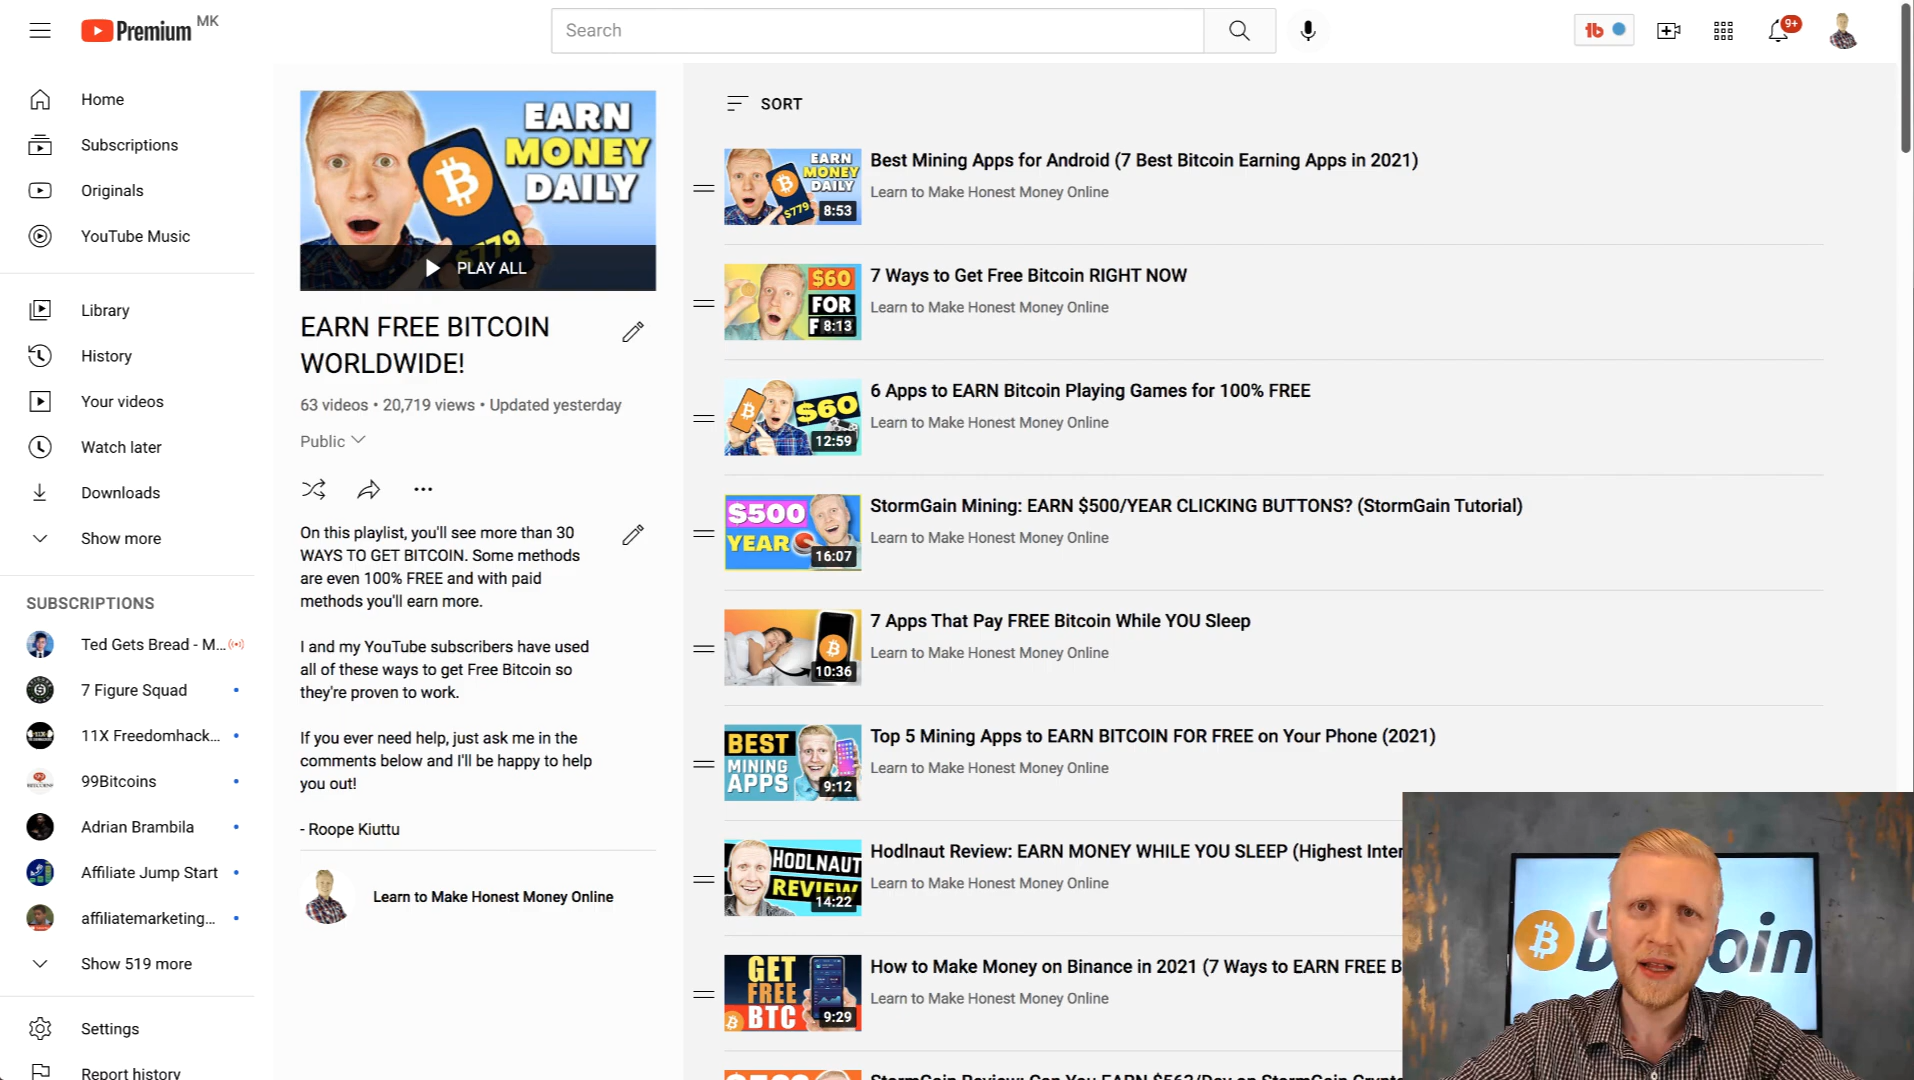 Premium MK
Search
9+
Home
Subscriptions
Originals
YouTube Music
Library
History
Your videos
Watch later
Downloads
Show more
SUBSCRIPTIONS
Ted Gets Bread - M...
7 Figure Squad
11X Freedomhack...
99Bitcoins
Adrian Brambila
Affiliate Jump Start
affiliatemarketing...
Show 519 more
Settings
Report history
EARN
MONEY
DAILY
$779
PLAY ALL
EARN FREE BITCOIN
WORLDWIDE!
63 videos • 20,719 views • Updated yesterday
Public
On this playlist, you'll see more than 30
WAYS TO GET BITCOIN. Some methods
are even 100% FREE and with paid
methods you'll earn more.
I and my YouTube subscribers have used
all of these ways to get Free Bitcoin so
they're proven to work.
If you ever need help, just ask me in the
comments below and I'll be happy to help
you out!
- Roope Kiuttu
Learn to Make Honest Money Online
SORT
EARN
MONEY
DAILY
$779
8:53
Best Mining Apps for Android (7 Best Bitcoin Earning Apps in 2021)
Learn to Make Honest Money Online
$60
FOR
F
8:13
7 Ways to Get Free Bitcoin RIGHT NOW
Learn to Make Honest Money Online
$60
12:59
6 Apps to EARN Bitcoin Playing Games for 100% FREE
Learn to Make Honest Money Online
$500
YEAR
16:07
StormGain Mining: EARN $500/YEAR CLICKING BUTTONS? (StormGain Tutorial)
Learn to Make Honest Money Online
10:36
7 Apps That Pay FREE Bitcoin While YOU Sleep
Learn to Make Honest Money Online
BEST
MINING
APPS
9:12
Top 5 Mining Apps to EARN BITCOIN FOR FREE on Your Phone (2021)
Learn to Make Honest Money Online
HODLNAUT
REVIEW
14:22
Hodlnaut Review: EARN MONEY WHILE YOU SLEEP (Highest Inter
Learn to Make Honest Money Online
GET
FREE
BTC
9:29
How to Make Money on Binance in 2021 (7 Ways to EARN FREE B
Learn to Make Honest Money Online
StormGain Review: Can You EARN $563/Day on StormGain Crypto